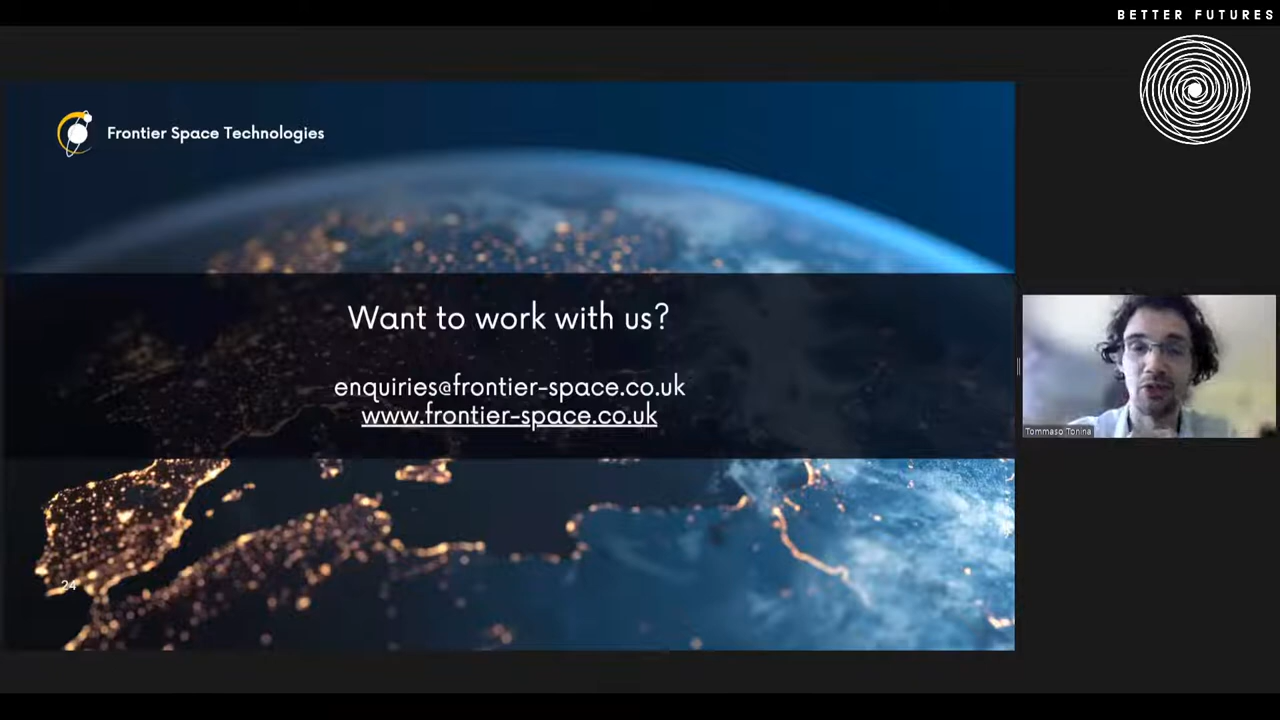 BETTER FUTURES
Frontier Space Technologies
Want to work with us?
enquiries@frontier-space.co.uk
www.frontier-space.co.uk
Tommaso Tonina
24